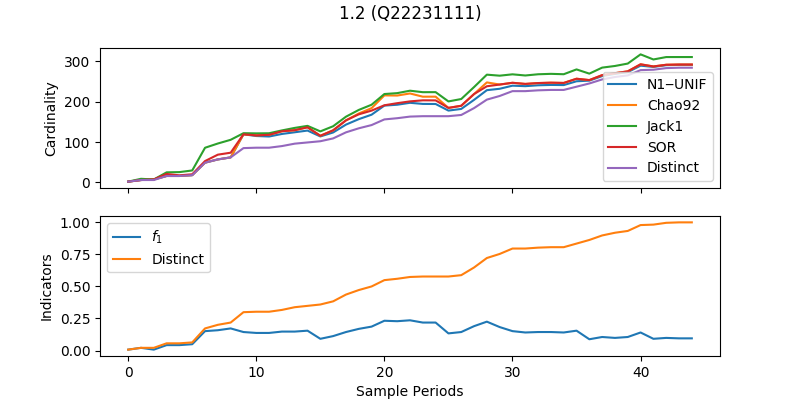 1.2 (Q22231111)
Cardinality
300
200
100
0
N1‒UNIF
Chao92
Jack1
SOR
Distinct
Indicators
1.00
0.75
0.50
0.25
0.00
f1
Distinct
0 10 20 30 40
Sample Periods